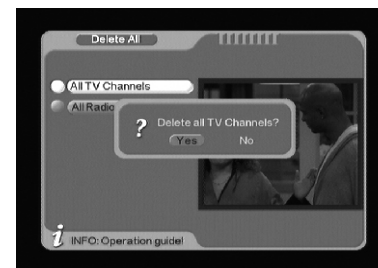 Delete All
All TV Channels
All Radio
Delete all TV Channels?
Yes No
INFO: Operation guide!